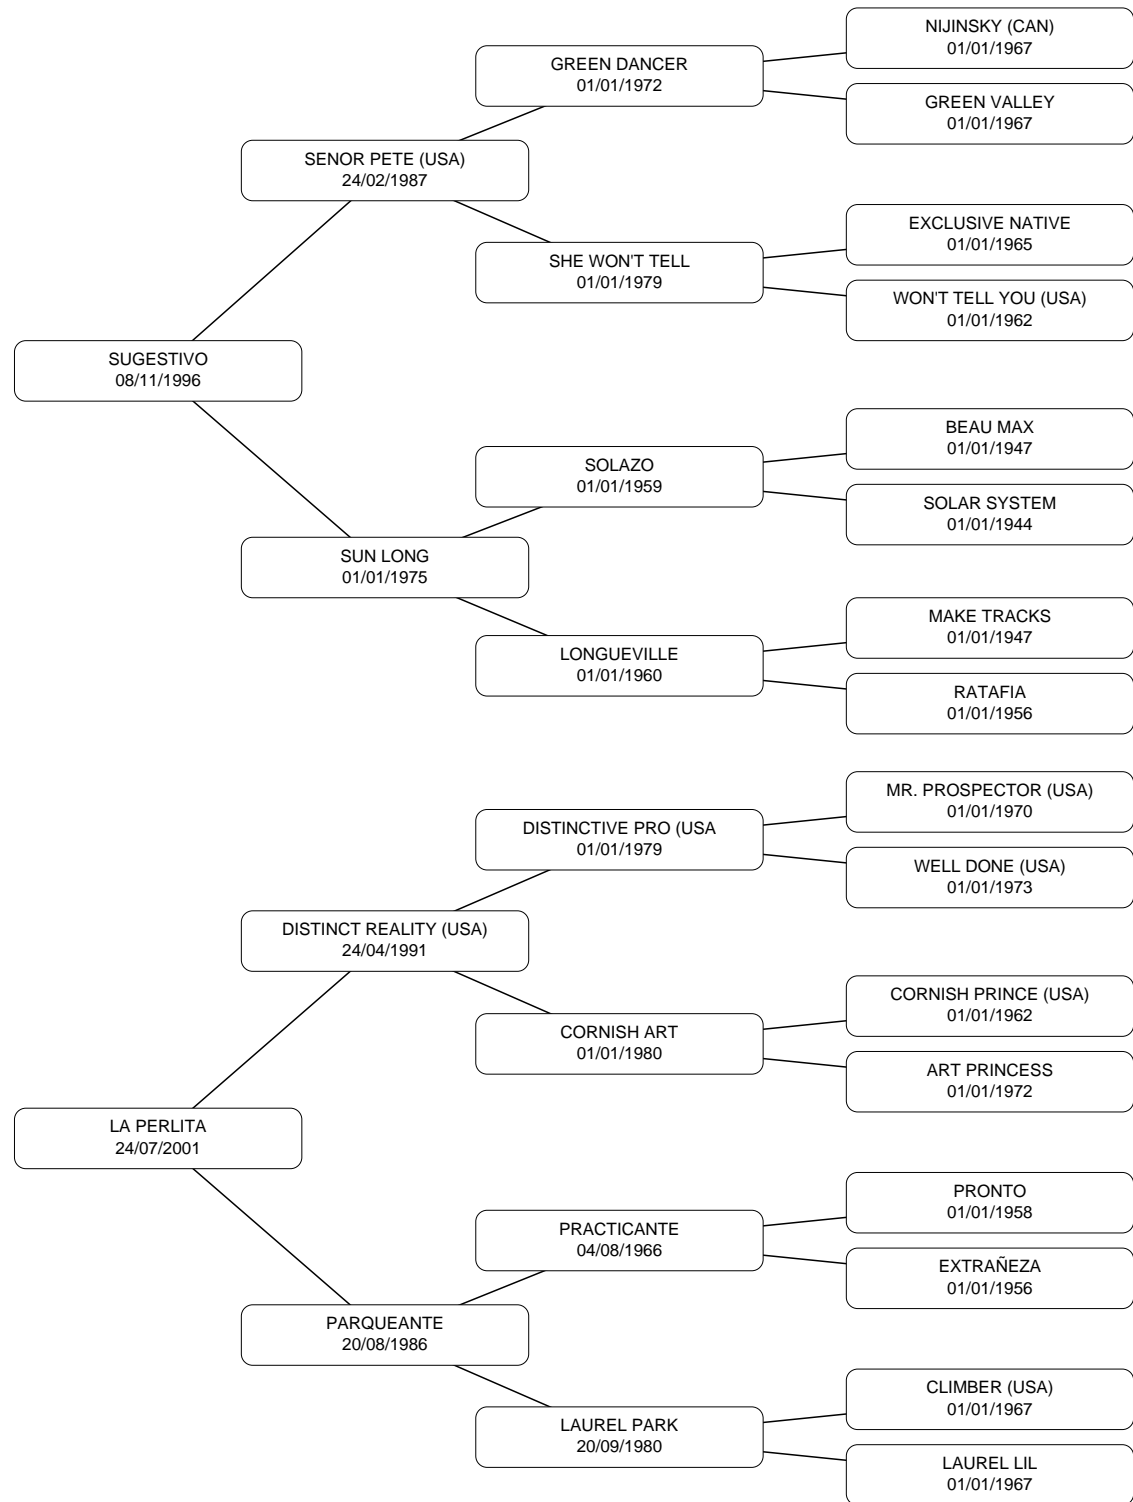 NIJINSKY (CAN)
01/01/1967
GREEN DANCER
01/01/1972
GREEN VALLEY
01/01/1967
SENOR PETE (USA)
24/02/1987
EXCLUSIVE NATIVE
01/01/1965
SHE WON'T TELL
01/01/1979
WON'T TELL YOU (USA)
01/01/1962
SUGESTIVO
08/11/1996
BEAU MAX
01/01/1947
SOLAZO
01/01/1959
SOLAR SYSTEM
01/01/1944
SUN LONG
01/01/1975
MAKE TRACKS
01/01/1947
LONGUEVILLE
01/01/1960
RATAFIA
01/01/1956
MR. PROSPECTOR (USA)
01/01/1970
DISTINCTIVE PRO (USA
01/01/1979
WELL DONE (USA)
01/01/1973
DISTINCT REALITY (USA)
24/04/1991
CORNISH PRINCE (USA)
01/01/1962
CORNISH ART
01/01/1980
ART PRINCESS
01/01/1972
LA PERLITA
24/07/2001
PRONTO
01/01/1958
PRACTICANTE
04/08/1966
EXTRAÑEZA
01/01/1956
PARQUEANTE
20/08/1986
CLIMBER (USA)
01/01/1967
LAUREL PARK
20/09/1980
LAUREL LIL
01/01/1967